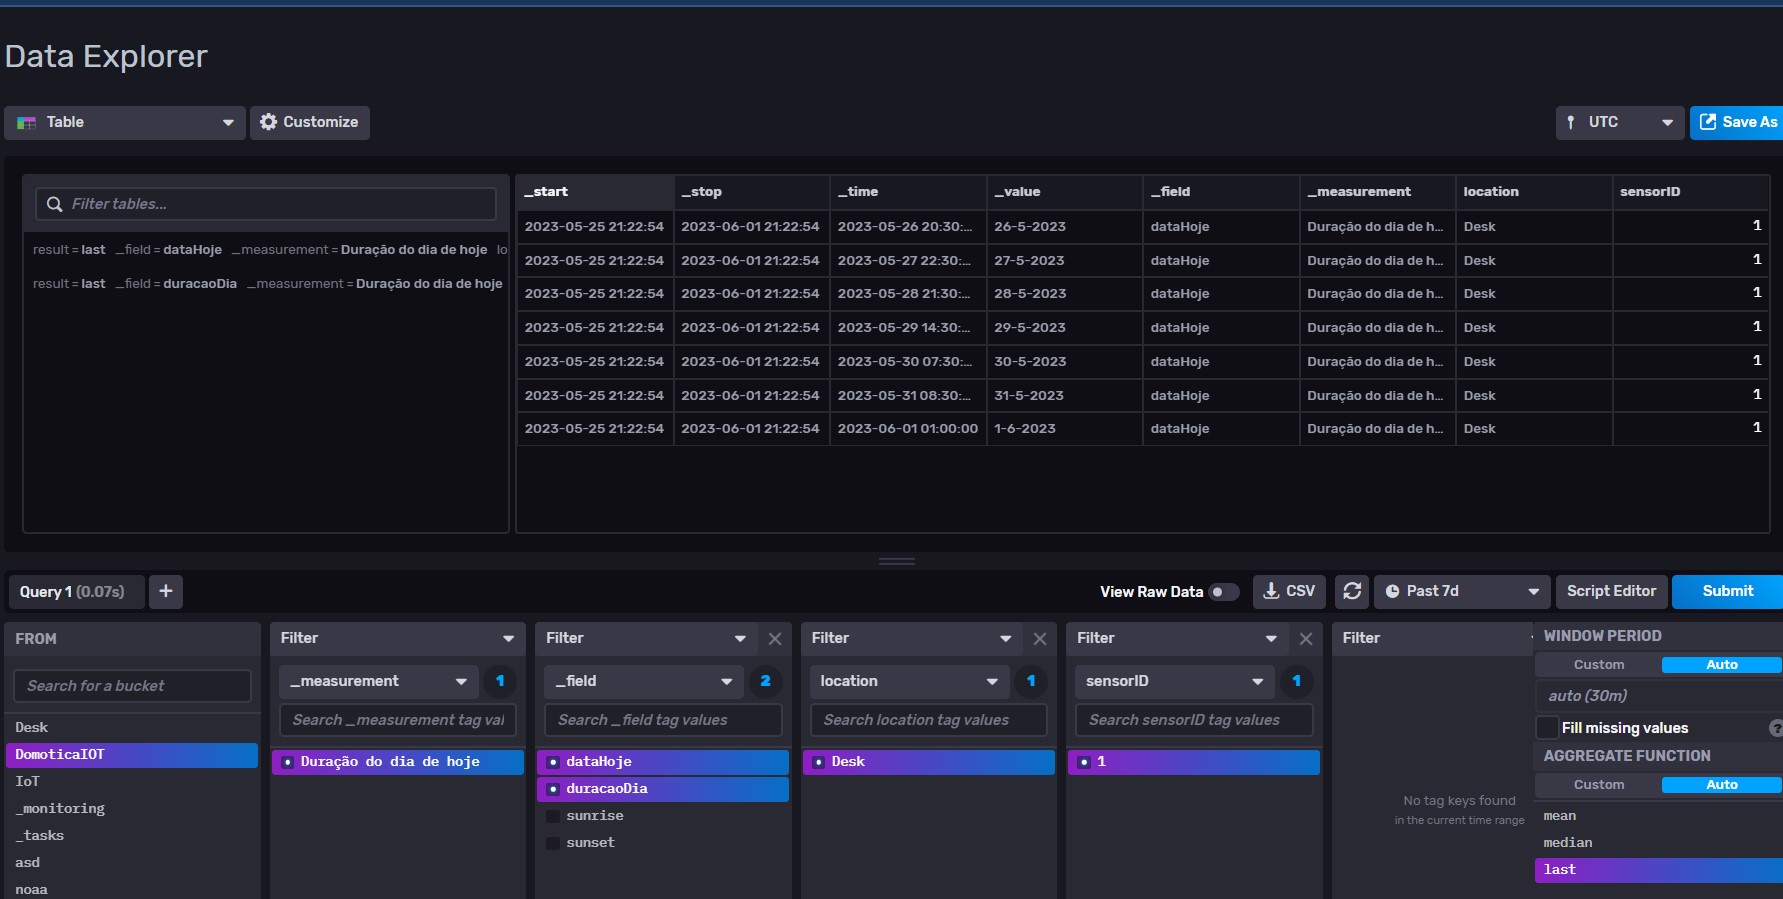 Data Explorer
Table Customize UTC Save As
Filter tables...
result = last _field = dataHoje _measurement = Duração do dia de hoje lo
result = last _field = duracaoDia _measurement = Duração do dia de hoje
_start _stop _time _value _field _measurement location sensorID
2023-05-25 21:22:54 2023-06-01 21:22:54 2023-05-26 20:30:... 26-5-2023 dataHoje Duração do dia de h... Desk 1
2023-05-25 21:22:54 2023-06-01 21:22:54 2023-05-27 22:30:... 27-5-2023 dataHoje Duração do dia de h... Desk 1
2023-05-25 21:22:54 2023-06-01 21:22:54 2023-05-28 21:30:... 28-5-2023 dataHoje Duração do dia de h... Desk 1
2023-05-25 21:22:54 2023-06-01 21:22:54 2023-05-29 14:30:... 29-5-2023 dataHoje Duração do dia de h... Desk 1
2023-05-25 21:22:54 2023-06-01 21:22:54 2023-05-30 07:30:... 30-5-2023 dataHoje Duração do dia de h... Desk 1
2023-05-25 21:22:54 2023-06-01 21:22:54 2023-05-31 08:30:... 31-5-2023 dataHoje Duração do dia de h... Desk 1
2023-05-25 21:22:54 2023-06-01 21:22:54 2023-06-01 01:00:00 1-6-2023 dataHoje Duração do dia de h... Desk 1
Query 1 (0.07s) + View Raw Data CSV Past 7d Script Editor Submit
FROM
Search for a bucket
Desk
DomoticaIOT
IoT
_monitoring
_tasks
asd
noaa
Filter
_measurement 1
Search _measurement tag val
Duração do dia de hoje
Filter
_field 2
Search _field tag values
dataHoje
duracaoDia
sunrise
sunset
Filter
location 1
Search location tag values
Desk
Filter
sensorID 1
Search sensorID tag values
1
Filter
No tag keys found
in the current time range
WINDOW PERIOD
Custom Auto
auto (30m)
Fill missing values ?
AGGREGATE FUNCTION
Custom Auto
mean
median
last